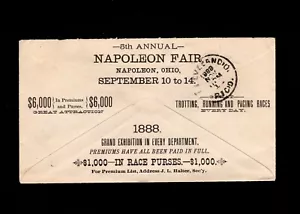 —8th ANNUAL—
NAPOLEON FAIR
NAPOLEON, OHIO,
SEPTEMBER 10 to 14,
$6,000 In Premiums and Purses. $6,000
GREAT ATTRACTION
TROTTING, RUNNING AND PACING RACES
EVERY DAY.
1888.
GRAND EXHIBITION IN EVERY DEPARTMENT,
PREMIUMS HAVE ALL BEEN PAID IN FULL.
$1,000—IN RACE PURSES.—$1,000.
For Premium List, Address J. L. Halter, Sec'y.